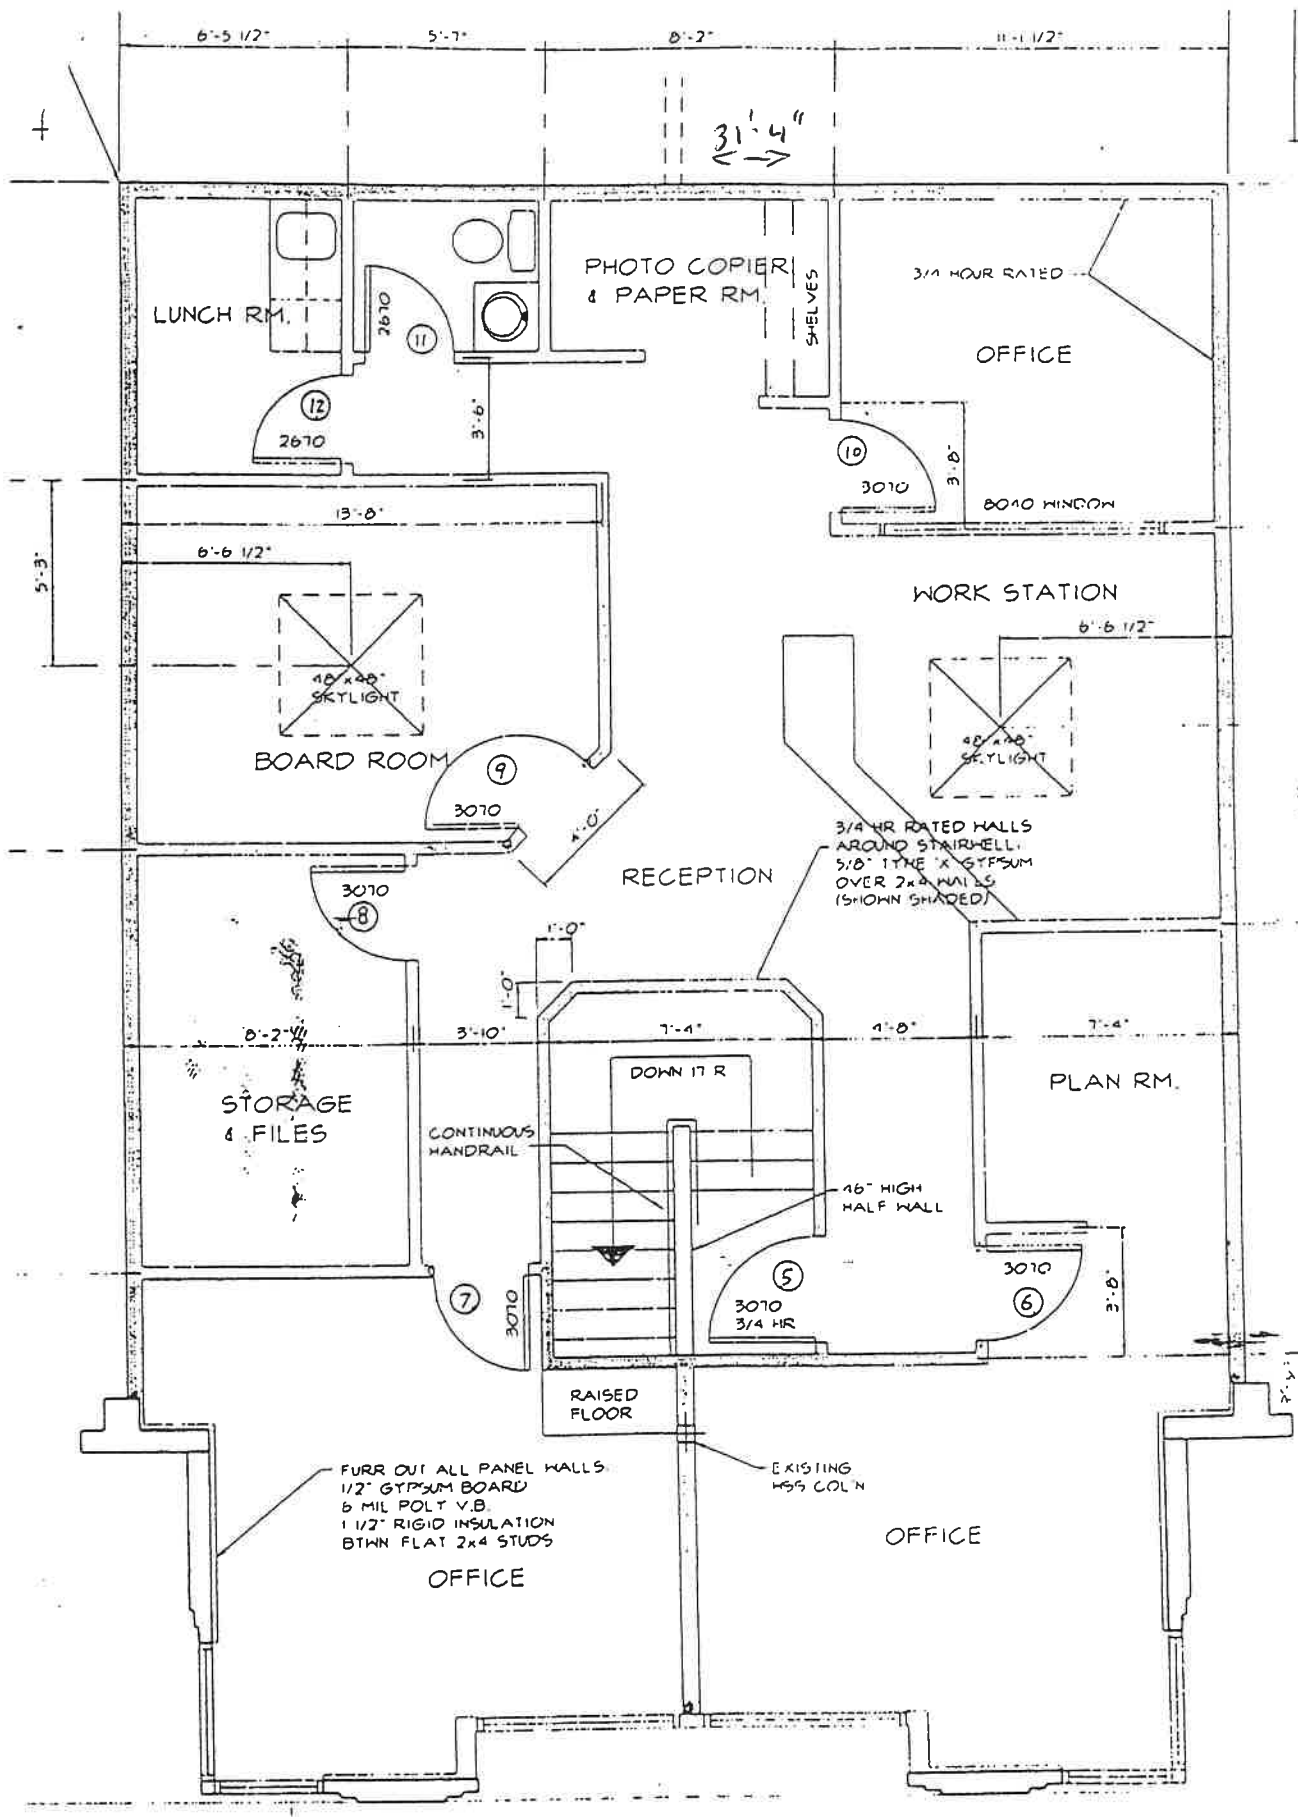 6'-5 1/2"
5'-7"
8'-2"
11-1 1/2"
31'-4"
LUNCH RM.
2670
11
PHOTO COPIER
& PAPER RM.
SHELVES
3/4 HOUR RATED
OFFICE
12
2670
3'-6"
10
3070
3'-8"
8040 WINDOW
13'-8"
6'-6 1/2"
5'-3"
48" x 48"
SKYLIGHT
BOARD ROOM
9
3070
4'-0"
WORK STATION
6'-6 1/2"
48" x 48"
SKYLIGHT
3/4 HR RATED WALLS
AROUND STAIRWELL.
5/8" TYPE 'X' GYPSUM
OVER 2x4 WALLS
(SHOWN SHADED)
RECEPTION
3070
8
1'-0"
1'-0"
8'-2"
3'-10"
7'-4"
4'-8"
7'-4"
DOWN 17 R
PLAN RM.
STORAGE
& FILES
CONTINUOUS
HANDRAIL
46" HIGH
HALF WALL
7
3070
5
3070
3/4 HR
3070
6
3'-8"
RAISED
FLOOR
FURR OUT ALL PANEL WALLS.
1/2" GYPSUM BOARD
6 MIL POLY V.B.
1 1/2" RIGID INSULATION
BTWN FLAT 2x4 STUDS
EXISTING
HSS COL'N
OFFICE
OFFICE